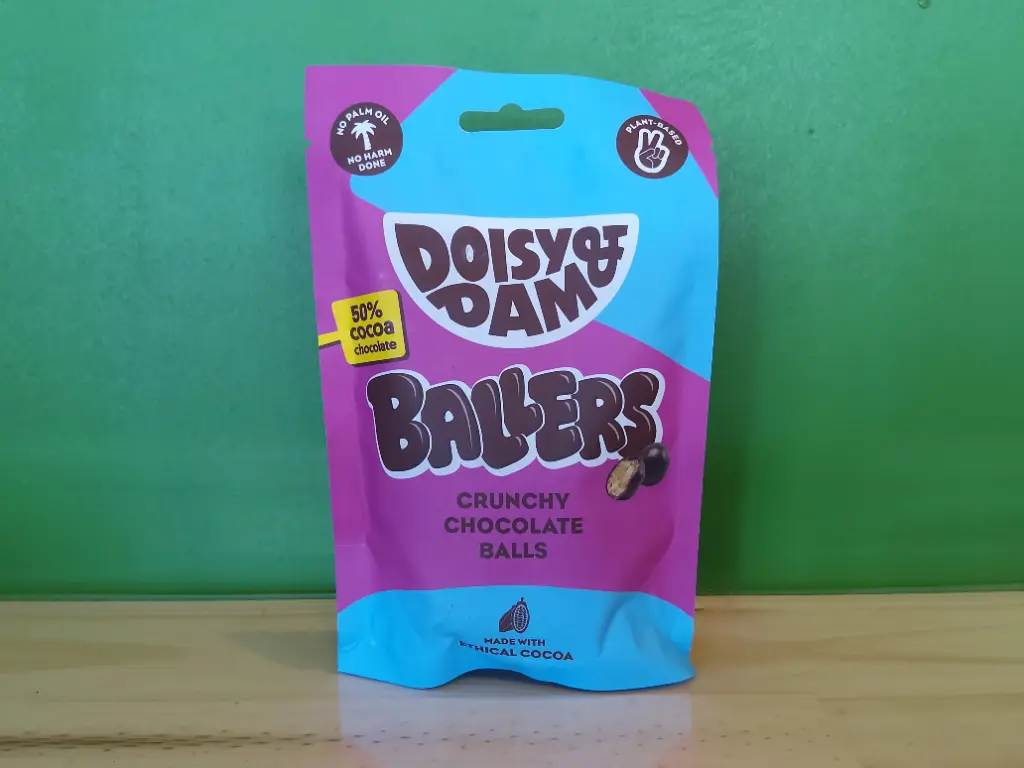 NO PALM OIL
NO HARM
DONE
PLANT-BASED
DOISY &
DAM
50%
cocoa
chocolate
BALLERS
CRUNCHY
CHOCOLATE
BALLS
MADE WITH
ETHICAL COCOA